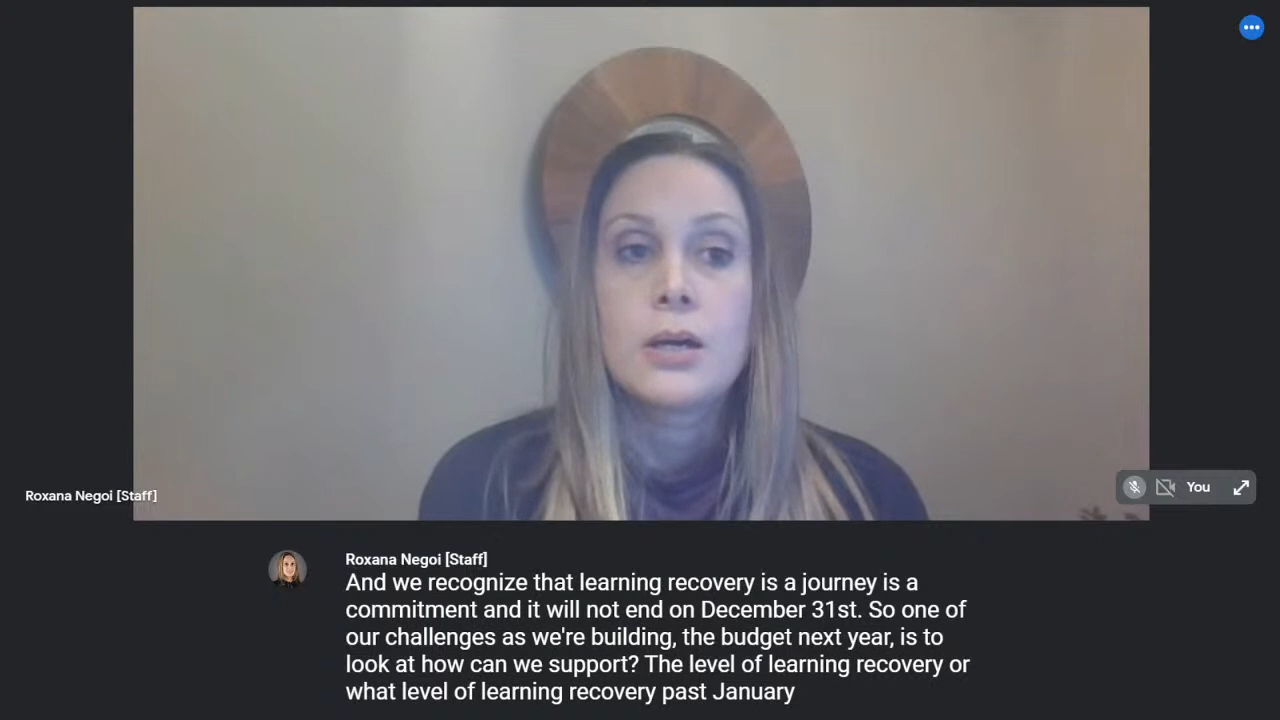 Roxana Negoi [Staff]
You
Roxana Negoi [Staff]
And we recognize that learning recovery is a journey is a
commitment and it will not end on December 31st. So one of
our challenges as we're building, the budget next year, is to
look at how can we support? The level of learning recovery or
what level of learning recovery past January